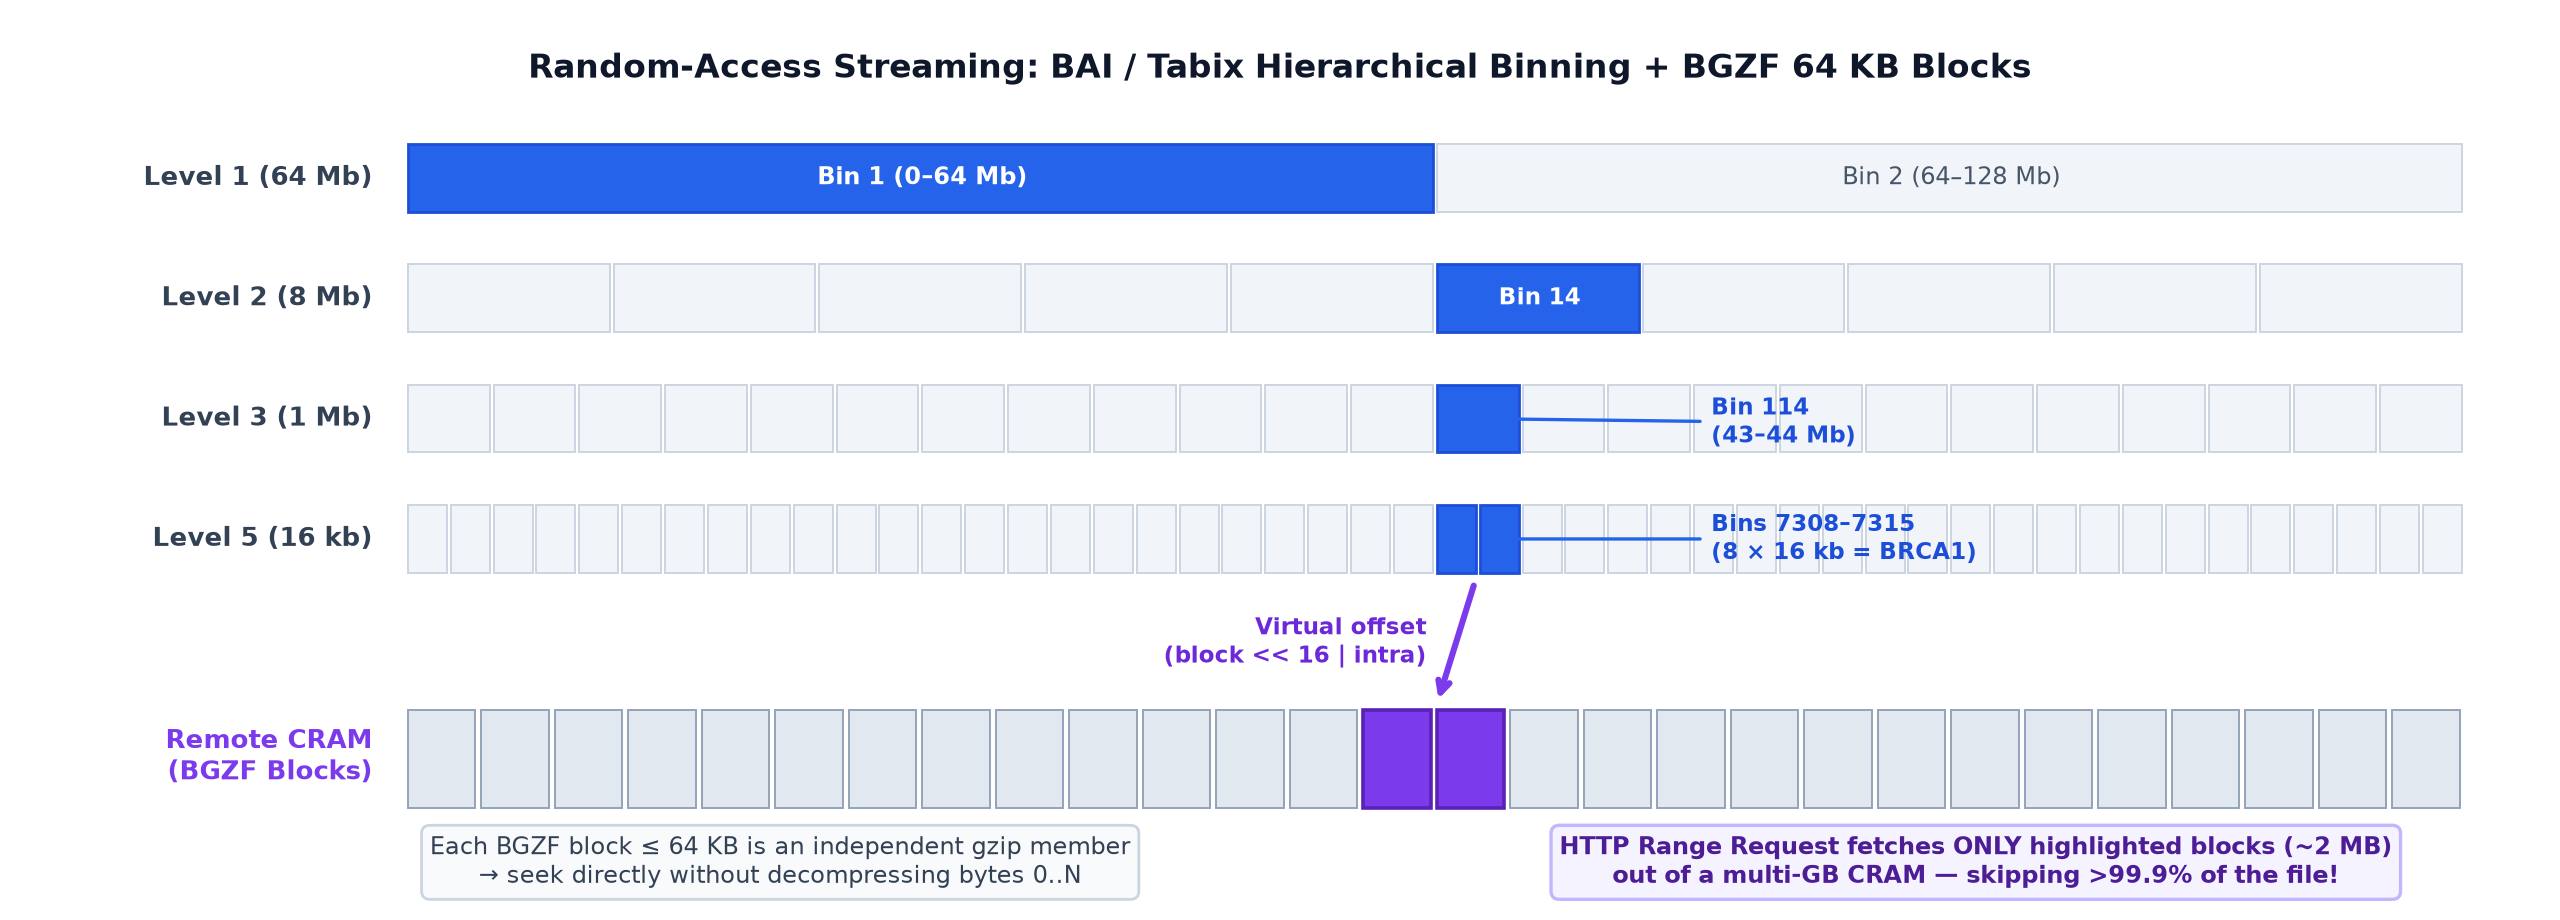 Random-Access Streaming: BAI / Tabix Hierarchical Binning + BGZF 64 KB Blocks
Level 1 (64 Mb)
Bin 1 (0–64 Mb)
Bin 2 (64–128 Mb)
Level 2 (8 Mb)
Bin 14
Level 3 (1 Mb)
Bin 114
(43–44 Mb)
Level 5 (16 kb)
Bins 7308–7315
(8 × 16 kb = BRCA1)
Virtual offset
(block << 16 | intra)
Remote CRAM
(BGZF Blocks)
Each BGZF block ≤ 64 KB is an independent gzip member
→ seek directly without decompressing bytes 0..N
HTTP Range Request fetches ONLY highlighted blocks (~2 MB)
out of a multi-GB CRAM — skipping >99.9% of the file!